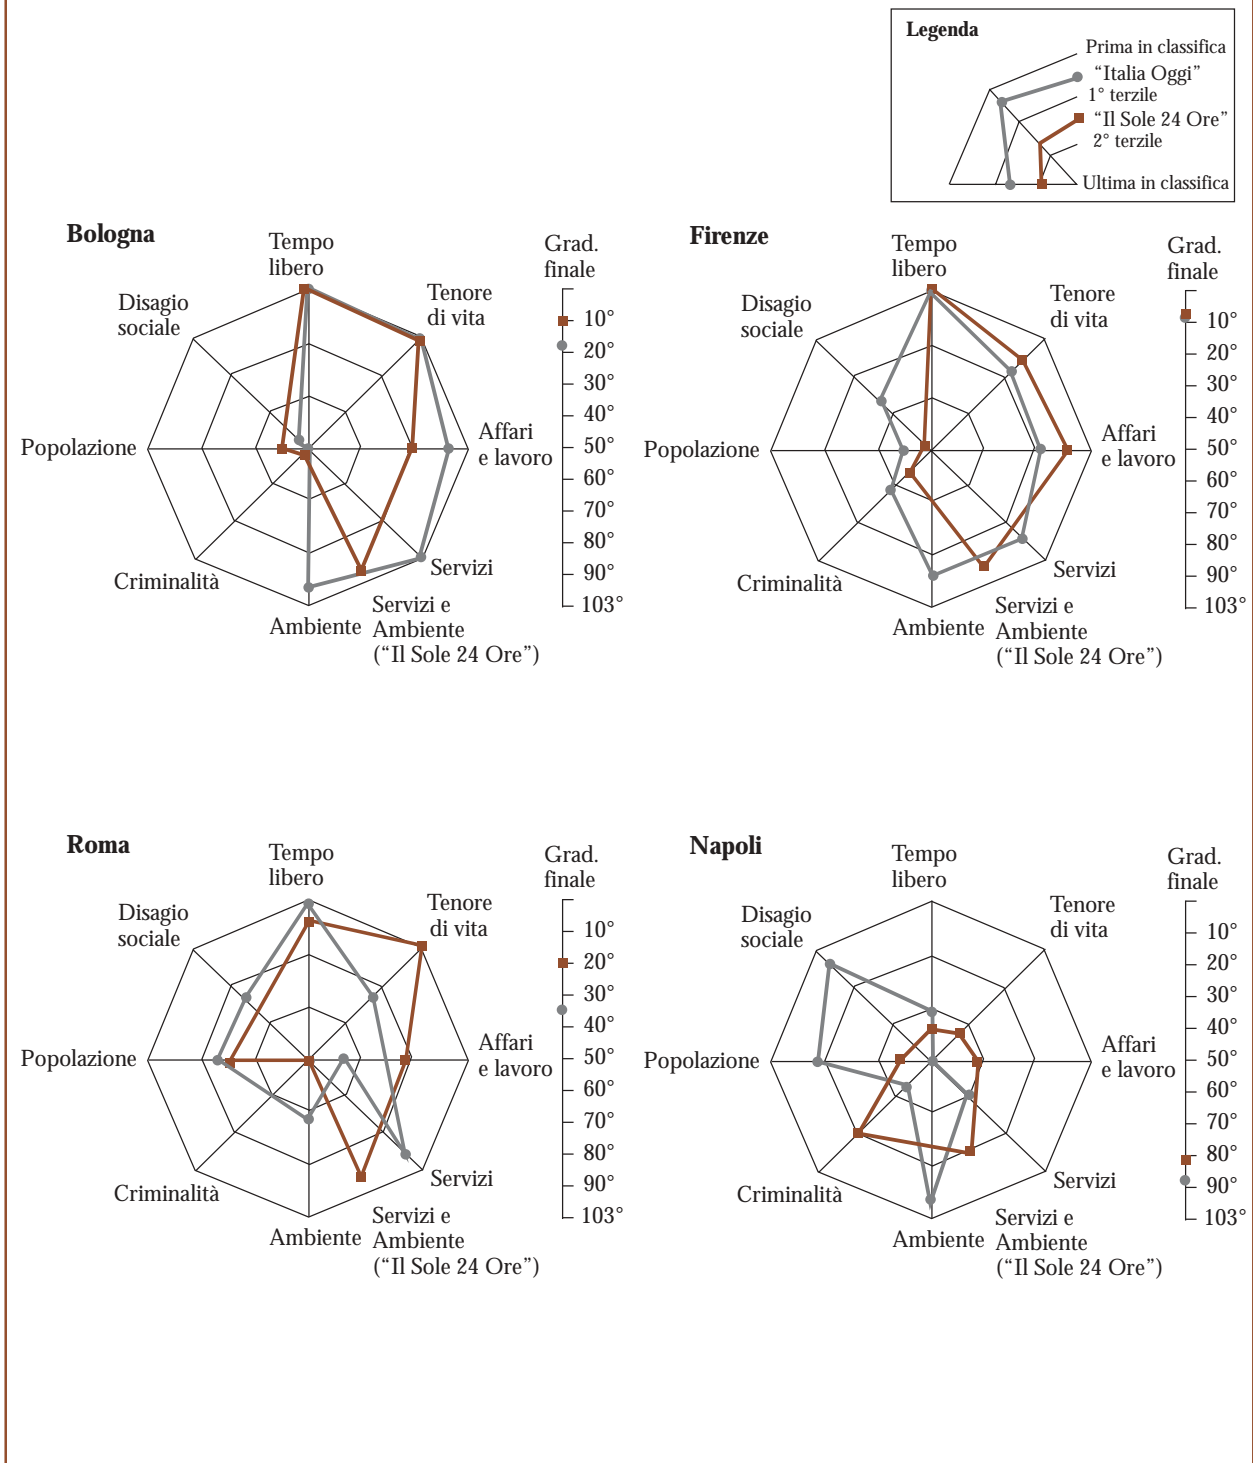 Legenda
Prima in classifica
“Italia Oggi”
1° terzile
“Il Sole 24 Ore”
2° terzile
Ultima in classifica
Bologna
Tempo
libero
Tenore
di vita
Affari
e lavoro
Servizi
Servizi e
Ambiente
(“Il Sole 24 Ore”)
Ambiente
Criminalità
Popolazione
Disagio
sociale
Grad.
finale
10°
20°
30°
40°
50°
60°
70°
80°
90°
103°
Firenze
Tempo
libero
Tenore
di vita
Affari
e lavoro
Servizi
Servizi e
Ambiente
(“Il Sole 24 Ore”)
Ambiente
Criminalità
Popolazione
Disagio
sociale
Grad.
finale
10°
20°
30°
40°
50°
60°
70°
80°
90°
103°
Roma
Tempo
libero
Tenore
di vita
Affari
e lavoro
Servizi
Servizi e
Ambiente
(“Il Sole 24 Ore”)
Ambiente
Criminalità
Popolazione
Disagio
sociale
Grad.
finale
10°
20°
30°
40°
50°
60°
70°
80°
90°
103°
Napoli
Tempo
libero
Tenore
di vita
Affari
e lavoro
Servizi
Servizi e
Ambiente
(“Il Sole 24 Ore”)
Ambiente
Criminalità
Popolazione
Disagio
sociale
Grad.
finale
10°
20°
30°
40°
50°
60°
70°
80°
90°
103°